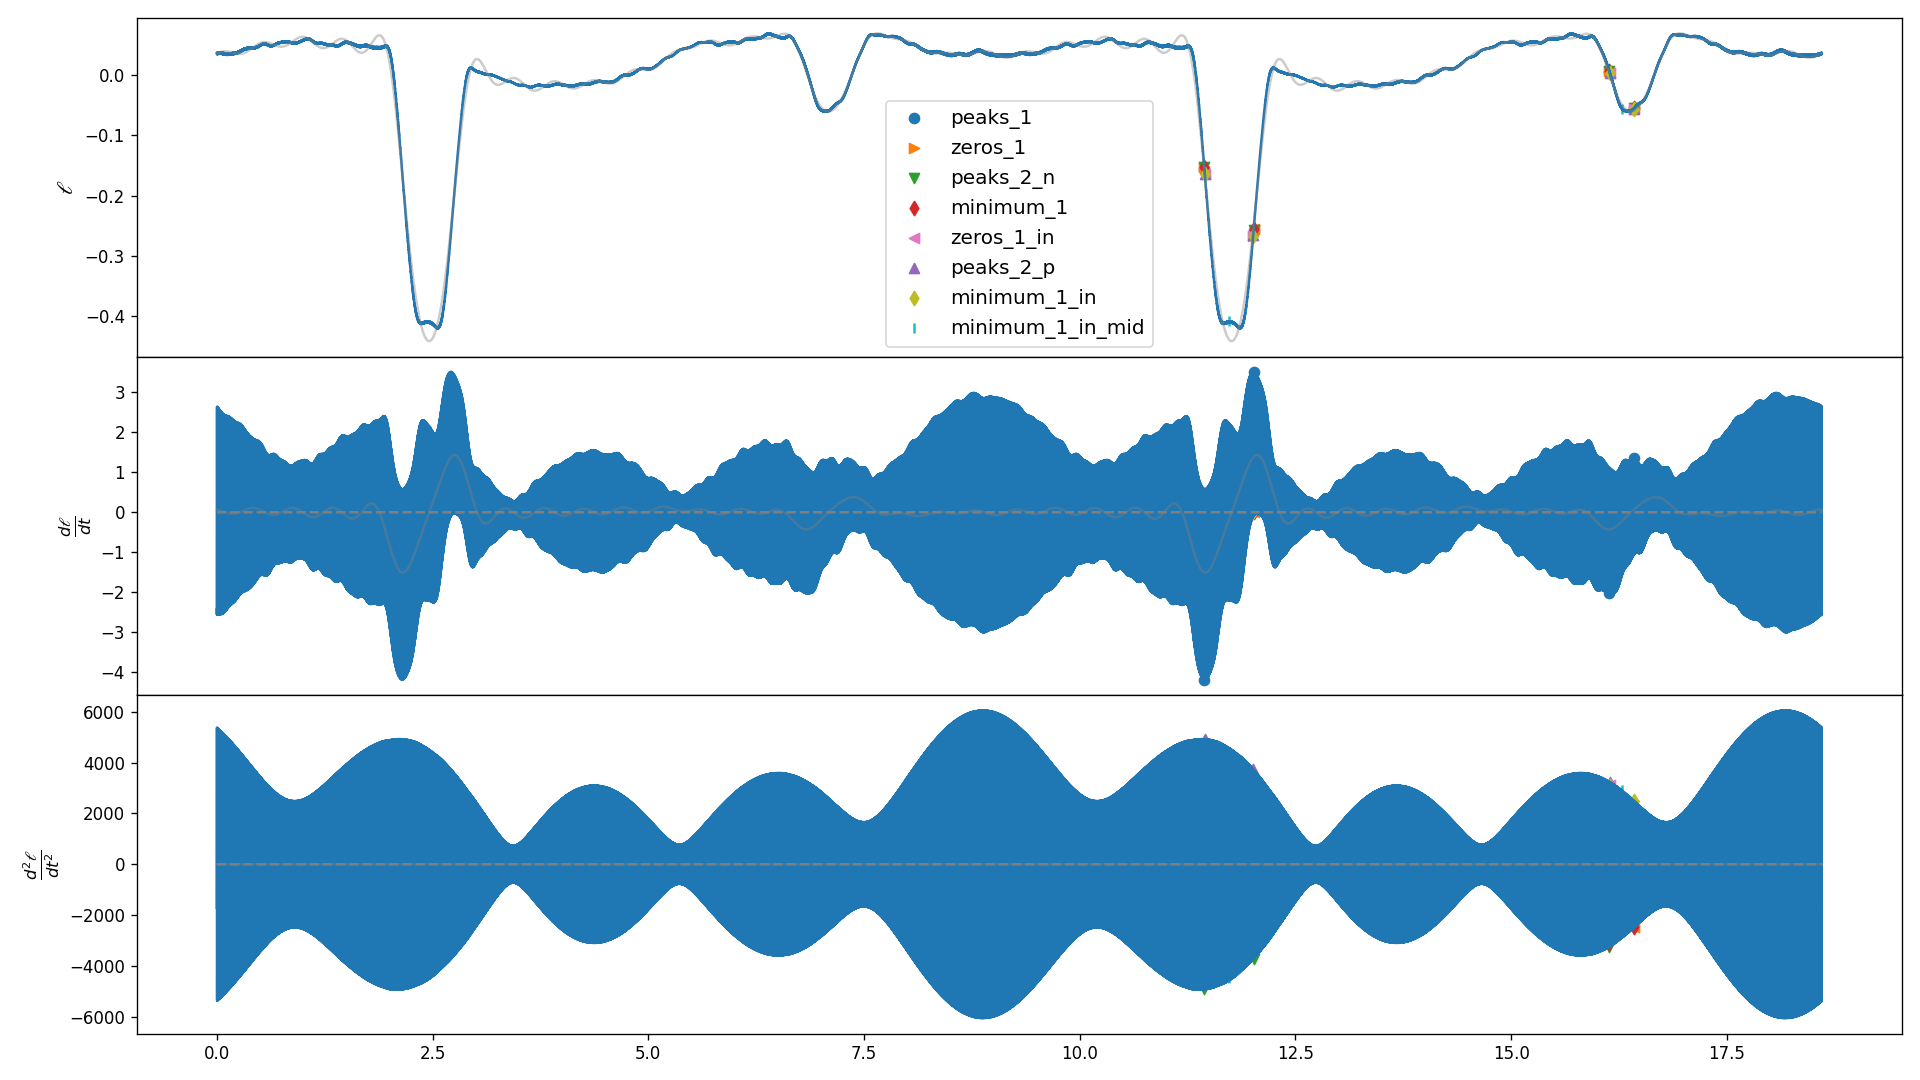 0.0
−0.1
−0.2
−0.3
−0.4
ℓ
peaks_1
zeros_1
peaks_2_n
minimum_1
zeros_1_in
peaks_2_p
minimum_1_in
minimum_1_in_mid
3
2
1
0
−1
−2
−3
−4
dℓ
dt
6000
4000
2000
0
−2000
−4000
−6000
d²ℓ
dt²
0.0 2.5 5.0 7.5 10.0 12.5 15.0 17.5